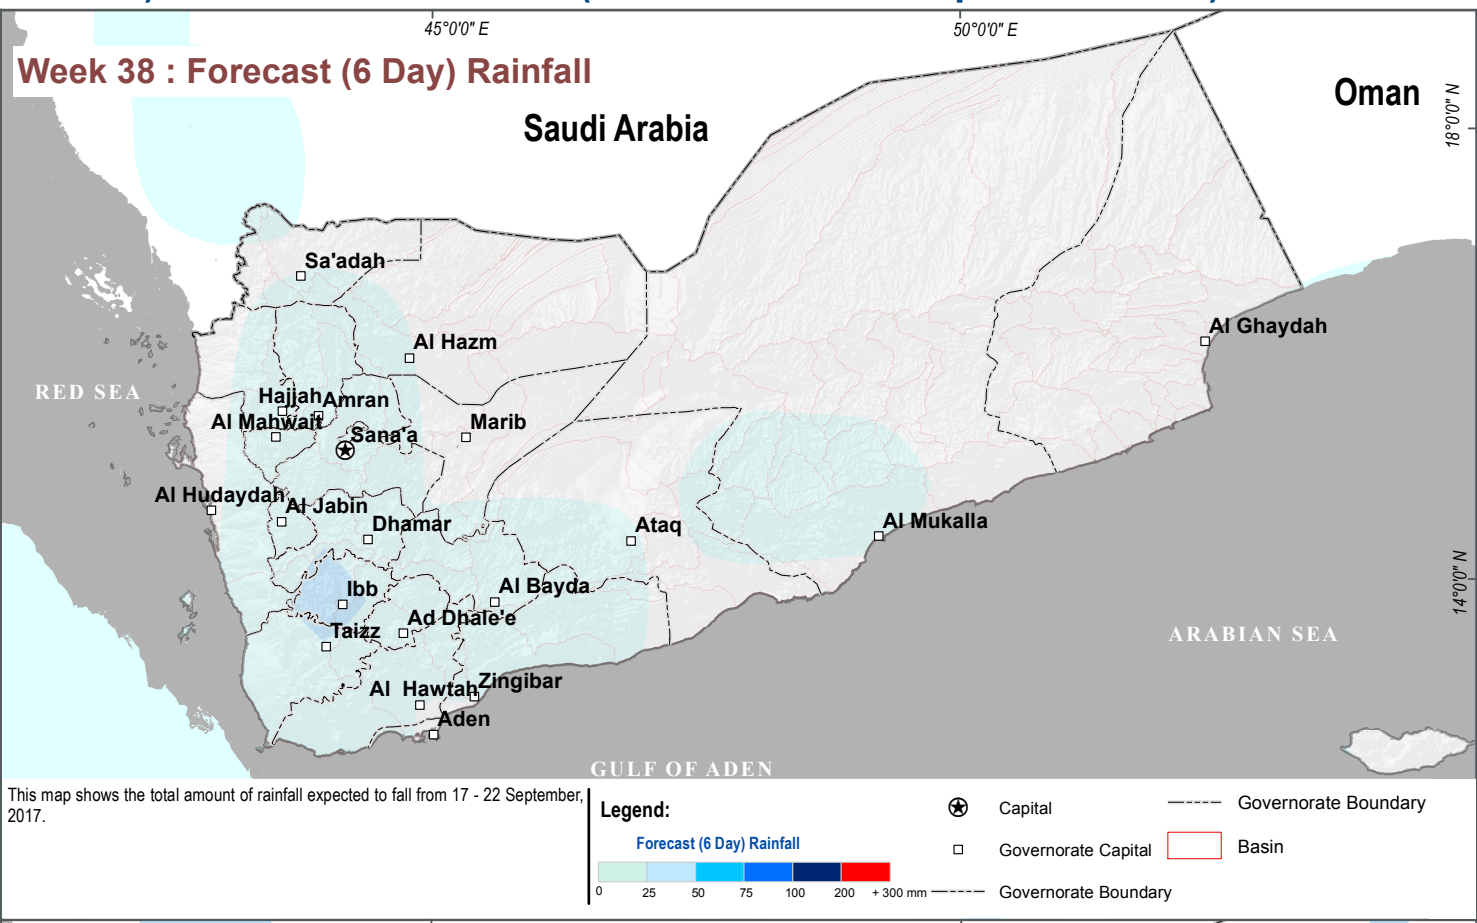 45°0'0" E
50°0'0" E
Week 38 : Forecast (6 Day) Rainfall
Oman
Saudi Arabia
18°0'0" N
Sa'adah
Al Ghaydah
Al Hazm
RED SEA
Hajjah
Amran
Al Mahwait
Marib
Sana'a
Al Hudaydah
Al Jabin
Dhamar
Ataq
Al Mukalla
Ibb
Al Bayda
14°0'0" N
Ad Dhale'e
Taizz
ARABIAN SEA
Al Hawtah
Zingibar
Aden
GULF OF ADEN
This map shows the total amount of rainfall expected to fall from 17 - 22 September,
2017.
Legend:
Forecast (6 Day) Rainfall
0 25 50 75 100 200 + 300 mm
Capital
Governorate Capital
Governorate Boundary
Governorate Boundary
Basin